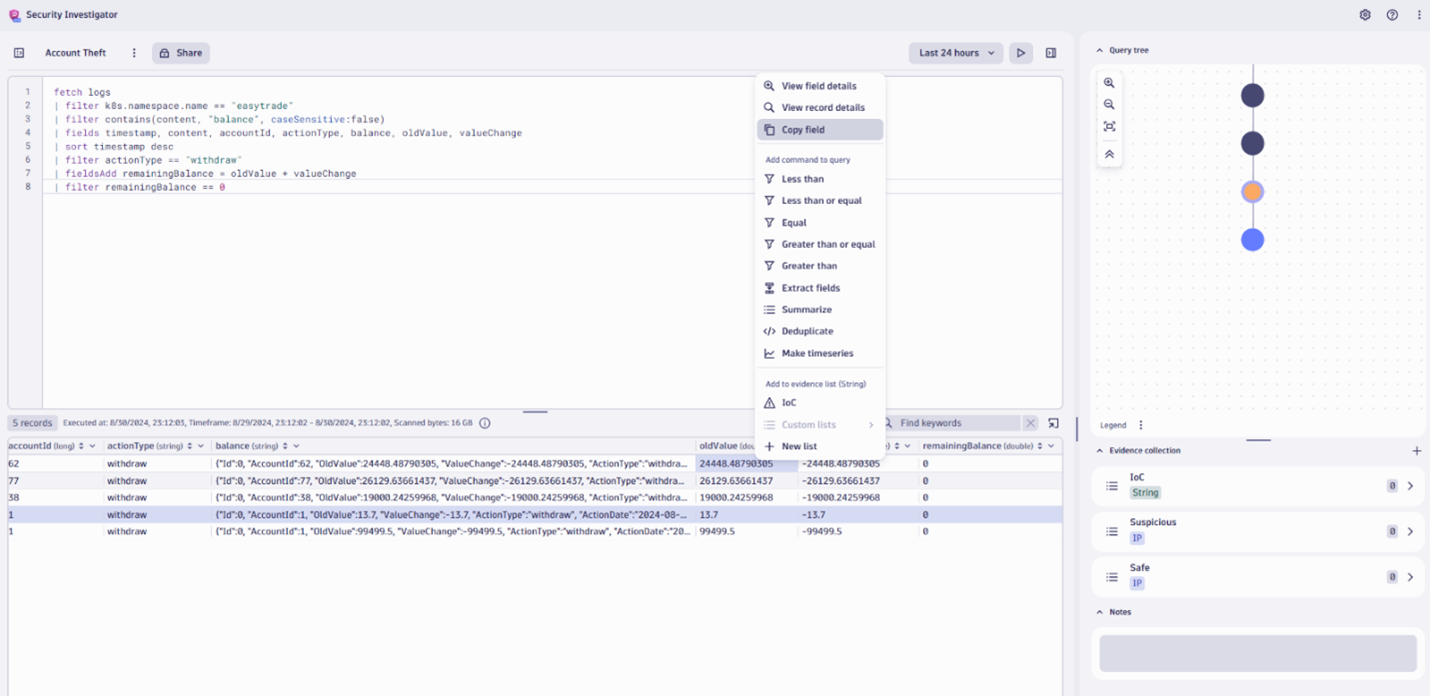 Security Investigator
Account Theft
Share
Last 24 hours
1 fetch logs
2 | filter k8s.namespace.name == "easytrade"
3 | filter contains(content, "balance", caseSensitive:false)
4 | fields timestamp, content, accountId, actionType, balance, oldValue, valueChange
5 | sort timestamp desc
6 | filter actionType == "withdraw"
7 | fieldsAdd remainingBalance = oldValue + valueChange
8 | filter remainingBalance == 0
View field details
View record details
Copy field
Add command to query
Less than
Less than or equal
Equal
Greater than or equal
Greater than
Extract fields
Summarize
Deduplicate
Make timeseries
Add to evidence list (String)
IoC
Custom lists
New list
5 records Executed at: 8/30/2024, 23:12:03, Timeframe: 8/29/2024, 23:12:02 - 8/30/2024, 23:12:02, Scanned bytes: 16 GB
Find keywords
accountId (long) actionType (string) balance (string) oldValue (dou remainingBalance (double)
62 withdraw {"Id":0, "AccountId":62, "OldValue":24448.48790305, "ValueChange":-24448.48790305, "ActionType":"withdra... 24448.48790305 -24448.48790305 0
77 withdraw {"Id":0, "AccountId":77, "OldValue":26129.63661437, "ValueChange":-26129.63661437, "ActionType":"withdra... 26129.63661437 -26129.63661437 0
38 withdraw {"Id":0, "AccountId":38, "OldValue":19000.24259968, "ValueChange":-19000.24259968, "ActionType":"withdra... 19000.24259968 -19000.24259968 0
1 withdraw {"Id":0, "AccountId":1, "OldValue":13.7, "ValueChange":-13.7, "ActionType":"withdraw", "ActionDate":"2024-08-... 13.7 -13.7 0
1 withdraw {"Id":0, "AccountId":1, "OldValue":99499.5, "ValueChange":-99499.5, "ActionType":"withdraw", "ActionDate":"20... 99499.5 -99499.5 0
Query tree
Legend
Evidence collection
IoC
String
0
Suspicious
IP
0
Safe
IP
0
Notes